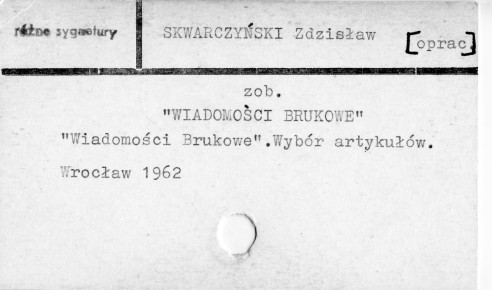 różne sygnatury
SKWARCZYŃSKI Zdzisław
[oprac.]
zob.
"WIADOMOŚCI BRUKOWE"
"Wiadomości Brukowe".Wybór artykułów.
Wrocław 1962